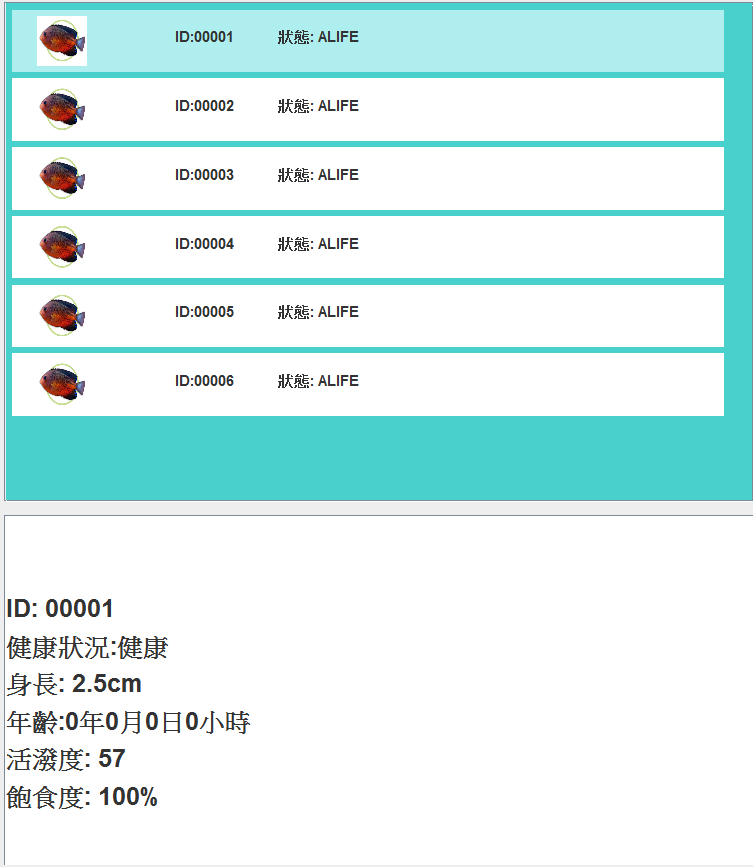 ID:00001 狀態: ALIFE
ID:00002 狀態: ALIFE
ID:00003 狀態: ALIFE
ID:00004 狀態: ALIFE
ID:00005 狀態: ALIFE
ID:00006 狀態: ALIFE
ID: 00001
健康狀況:健康
身長: 2.5cm
年齡:0年0月0日0小時
活潑度: 57
飽食度: 100%